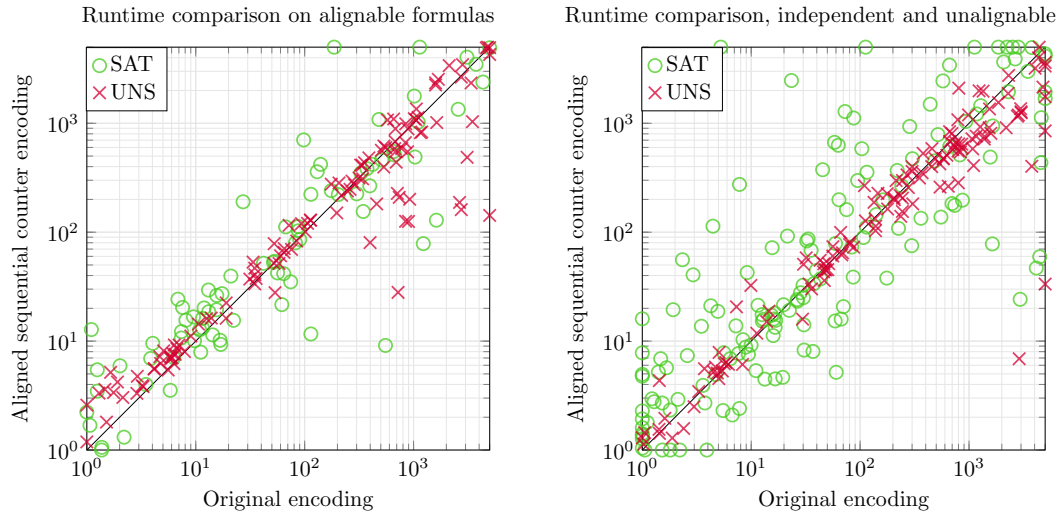 Runtime comparison on alignable formulas
SAT
UNS
10^3
10^2
10^1
10^0
10^0 10^1 10^2 10^3
Original encoding
Aligned sequential counter encoding
Runtime comparison, independent and unalignable
SAT
UNS
10^3
10^2
10^1
10^0
10^0 10^1 10^2 10^3
Original encoding
Aligned sequential counter encoding